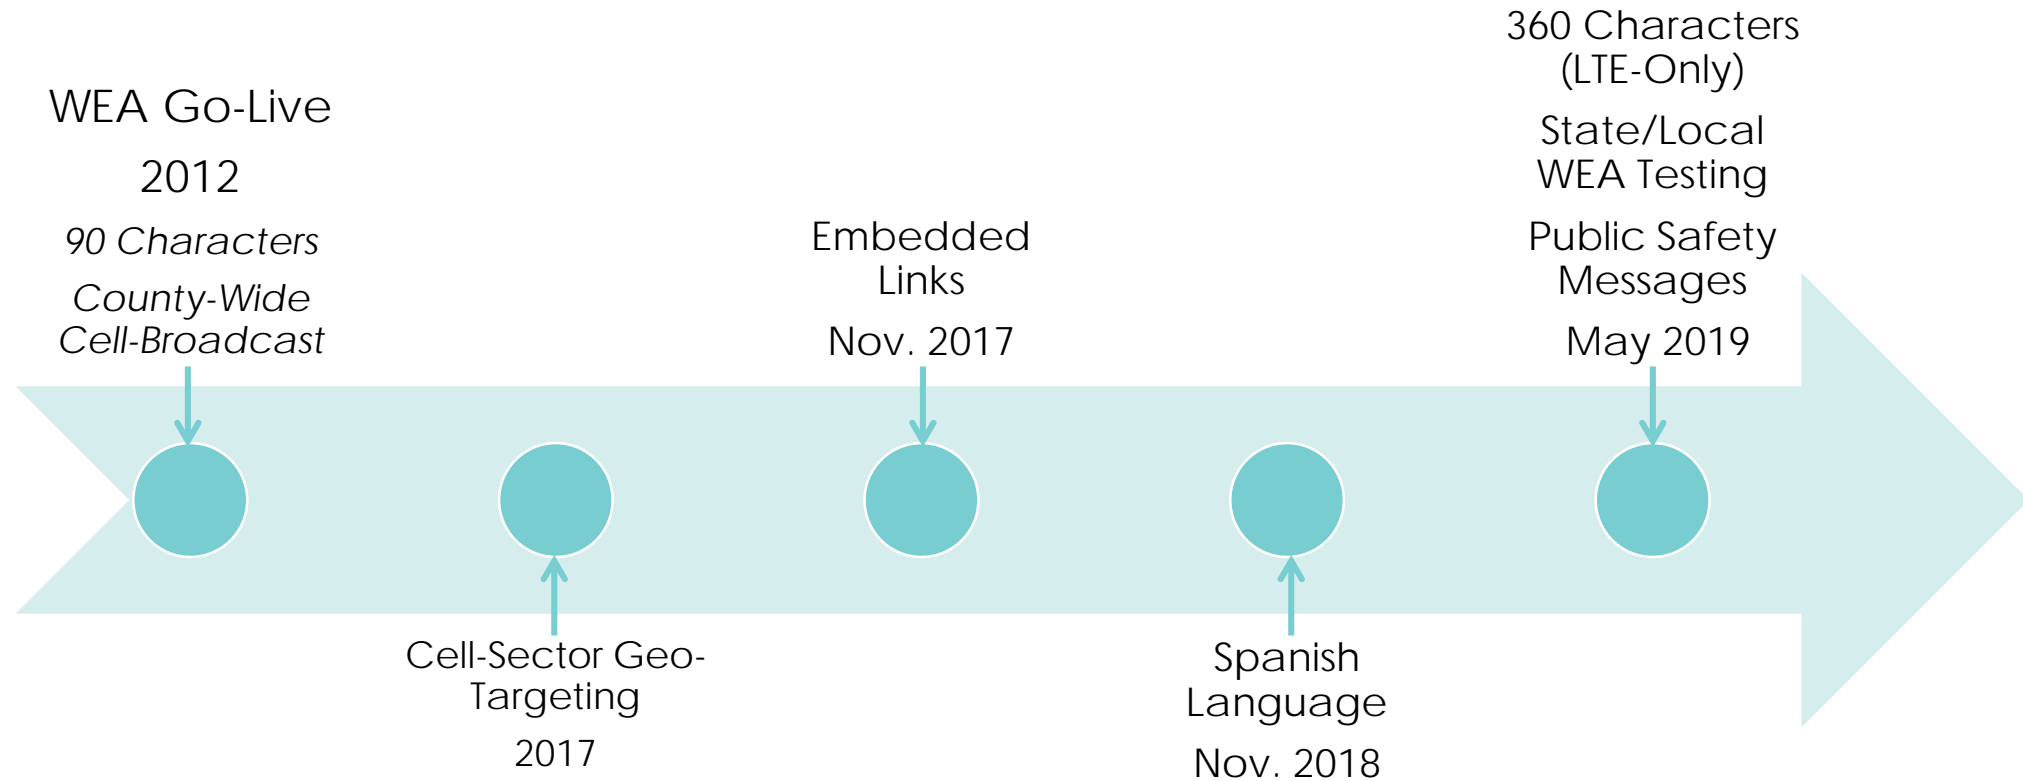 WEA Go-Live
2012
90 Characters
County-Wide
Cell-Broadcast
Cell-Sector Geo-
Targeting
2017
Embedded
Links
Nov. 2017
Spanish
Language
Nov. 2018
360 Characters
(LTE-Only)
State/Local
WEA Testing
Public Safety
Messages
May 2019